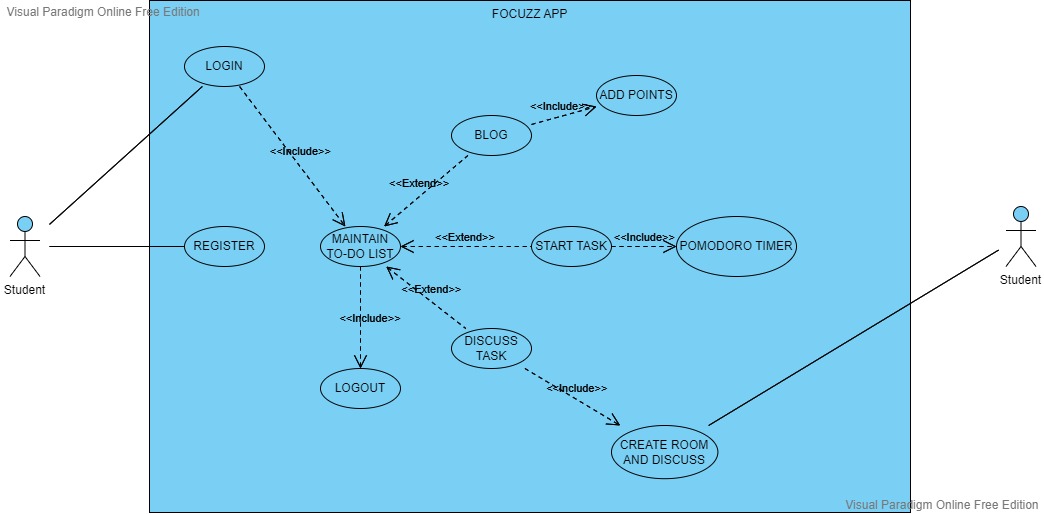 Visual Paradigm Online Free Edition
FOCUZZ APP
LOGIN
ADD POINTS
<<Include>>
BLOG
<<Include>>
<<Extend>>
REGISTER
MAINTAIN
TO-DO LIST
<<Extend>>
START TASK
<<Include>>
POMODORO TIMER
Student
Student
<<Extend>>
<<Include>>
DISCUSS
TASK
LOGOUT
<<Include>>
CREATE ROOM
AND DISCUSS
Visual Paradigm Online Free Edition